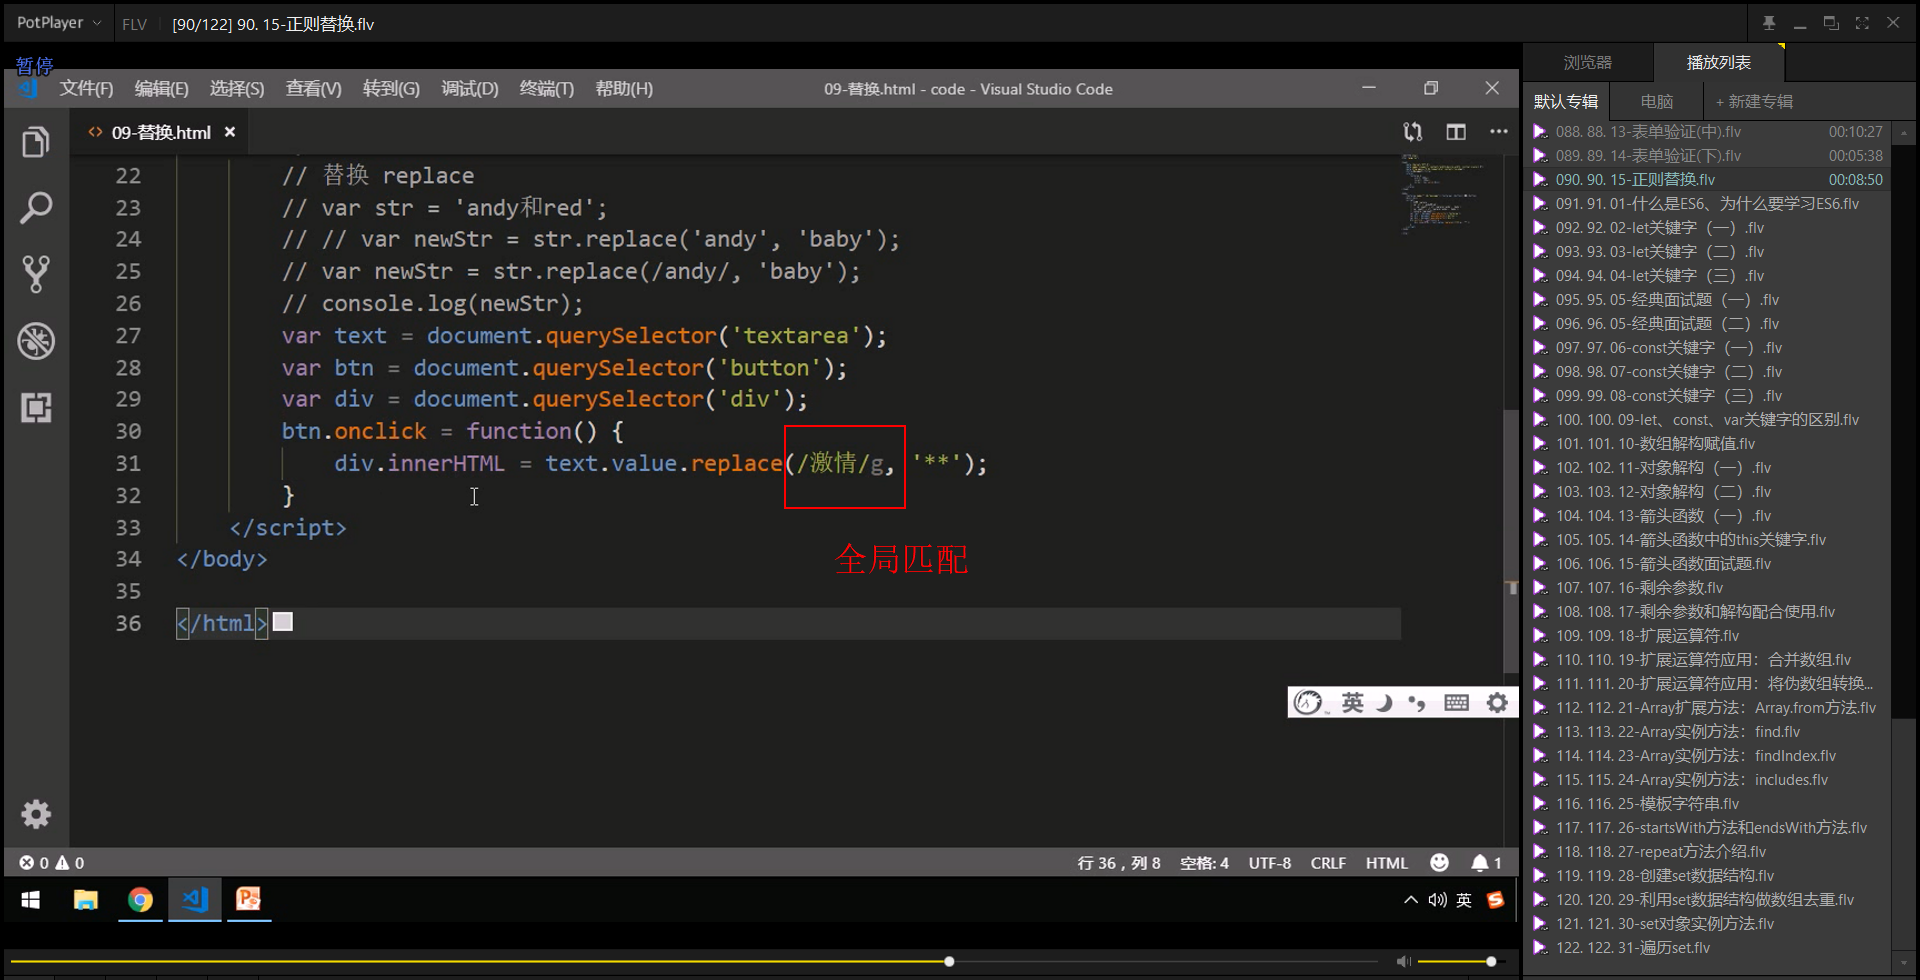 PotPlayer
FLV
[90/122] 90. 15-正则替换.flv
暂停
文件(F) 编辑(E) 选择(S) 查看(V) 转到(G) 调试(D) 终端(T) 帮助(H)
09-替换.html - code - Visual Studio Code
09-替换.html
22 // 替换 replace
23 // var str = 'andy和red';
24 // // var newStr = str.replace('andy', 'baby');
25 // var newStr = str.replace(/andy/, 'baby');
26 // console.log(newStr);
27 var text = document.querySelector('textarea');
28 var btn = document.querySelector('button');
29 var div = document.querySelector('div');
30 btn.onclick = function() {
31 div.innerHTML = text.value.replace(/激情/g, '**');
32 }
33 </script>
34 </body>
35
36 </html>
全局匹配
英
0 0
行 36，列 8 空格: 4 UTF-8 CRLF HTML 1
英
浏览器 播放列表
默认专辑 电脑 + 新建专辑
088. 88. 13-表单验证(中).flv 00:10:27
089. 89. 14-表单验证(下).flv 00:05:38
090. 90. 15-正则替换.flv 00:08:50
091. 91. 01-什么是ES6、为什么要学习ES6.flv
092. 92. 02-let关键字（一）.flv
093. 93. 03-let关键字（二）.flv
094. 94. 04-let关键字（三）.flv
095. 95. 05-经典面试题（一）.flv
096. 96. 05-经典面试题（二）.flv
097. 97. 06-const关键字（一）.flv
098. 98. 07-const关键字（二）.flv
099. 99. 08-const关键字（三）.flv
100. 100. 09-let、const、var关键字的区别.flv
101. 101. 10-数组解构赋值.flv
102. 102. 11-对象解构（一）.flv
103. 103. 12-对象解构（二）.flv
104. 104. 13-箭头函数（一）.flv
105. 105. 14-箭头函数中的this关键字.flv
106. 106. 15-箭头函数面试题.flv
107. 107. 16-剩余参数.flv
108. 108. 17-剩余参数和解构配合使用.flv
109. 109. 18-扩展运算符.flv
110. 110. 19-扩展运算符应用：合并数组.flv
111. 111. 20-扩展运算符应用：将伪数组转换...
112. 112. 21-Array扩展方法：Array.from方法.flv
113. 113. 22-Array实例方法：find.flv
114. 114. 23-Array实例方法：findIndex.flv
115. 115. 24-Array实例方法：includes.flv
116. 116. 25-模板字符串.flv
117. 117. 26-startsWith方法和endsWith方法.flv
118. 118. 27-repeat方法介绍.flv
119. 119. 28-创建set数据结构.flv
120. 120. 29-利用set数据结构做数组去重.flv
121. 121. 30-set对象实例方法.flv
122. 122. 31-遍历set.flv